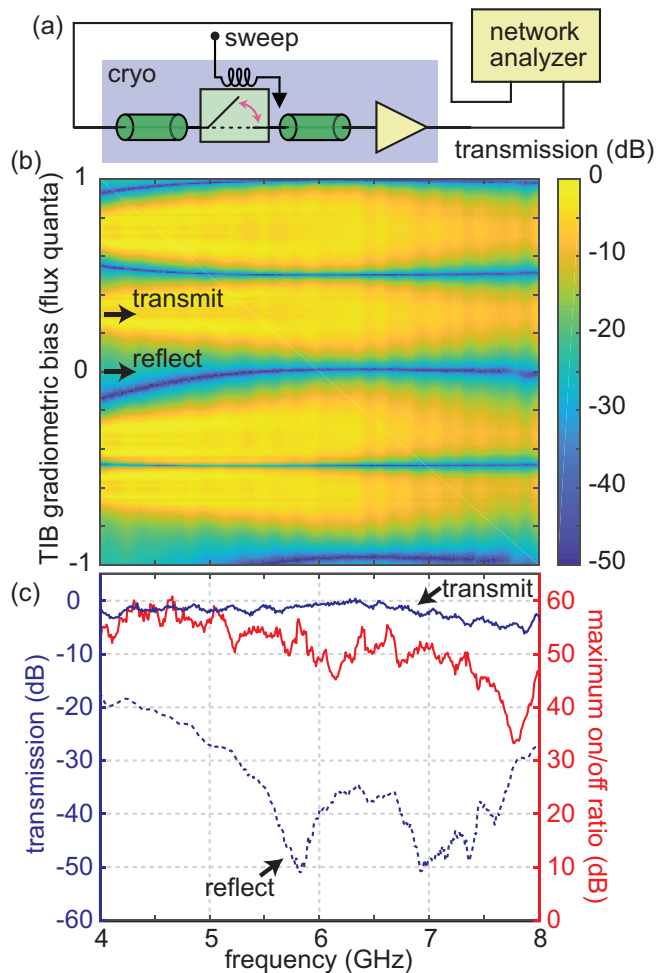 (a)
sweep
network
analyzer
cryo
transmission (dB)
(b)
1
0
-1
TIB gradiometric bias (flux quanta)
transmit
reflect
0
-10
-20
-30
-40
-50
(c)
transmit
0
-10
-20
-30
-40
-50
-60
transmission (dB)
reflect
60
50
40
30
20
10
0
maximum on/off ratio (dB)
4
5
6
7
8
frequency (GHz)